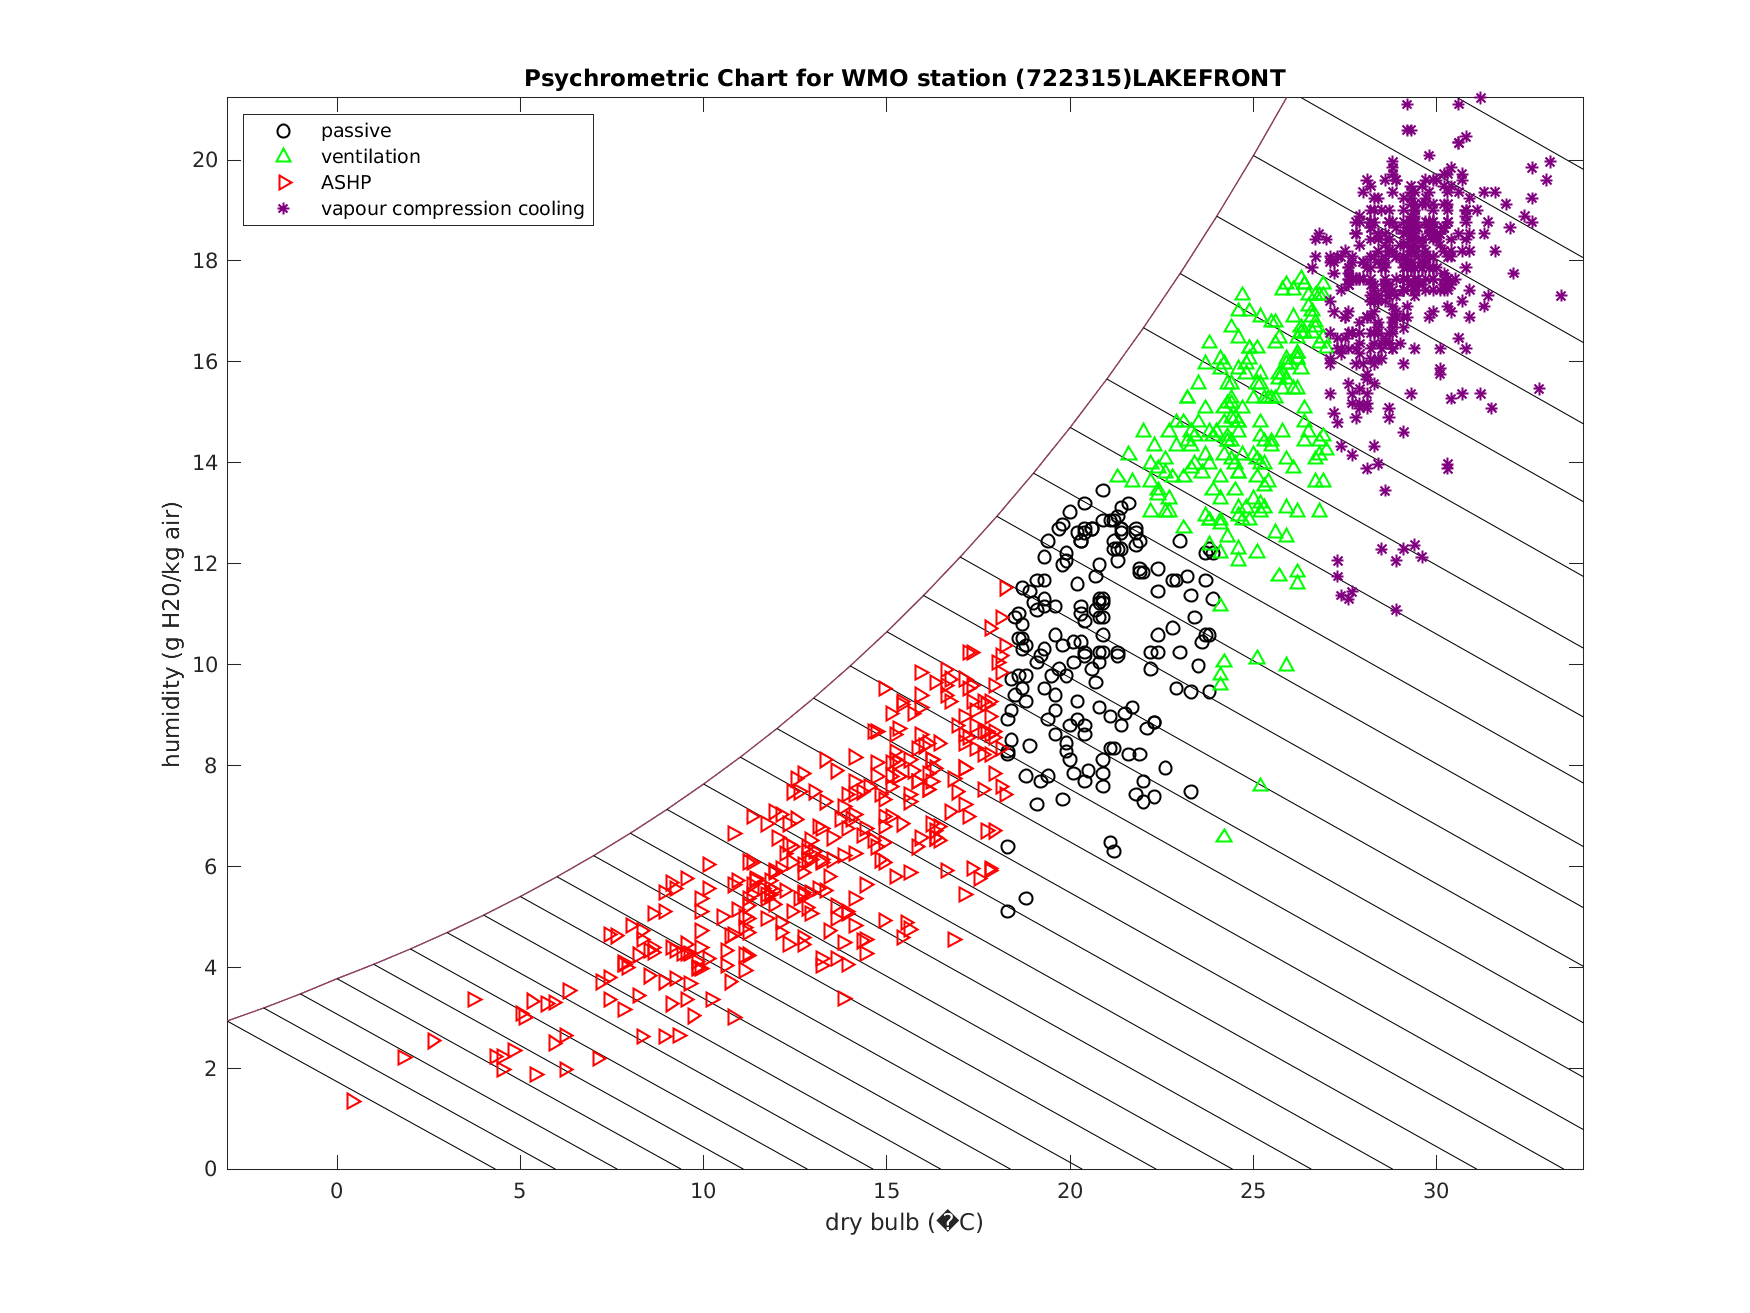 Psychrometric Chart for WMO station (722315)LAKEFRONT
passive
ventilation
ASHP
vapour compression cooling
humidity (g H20/kg air)
20
18
16
14
12
10
8
6
4
2
0
0 5 10 15 20 25 30
dry bulb (�C)